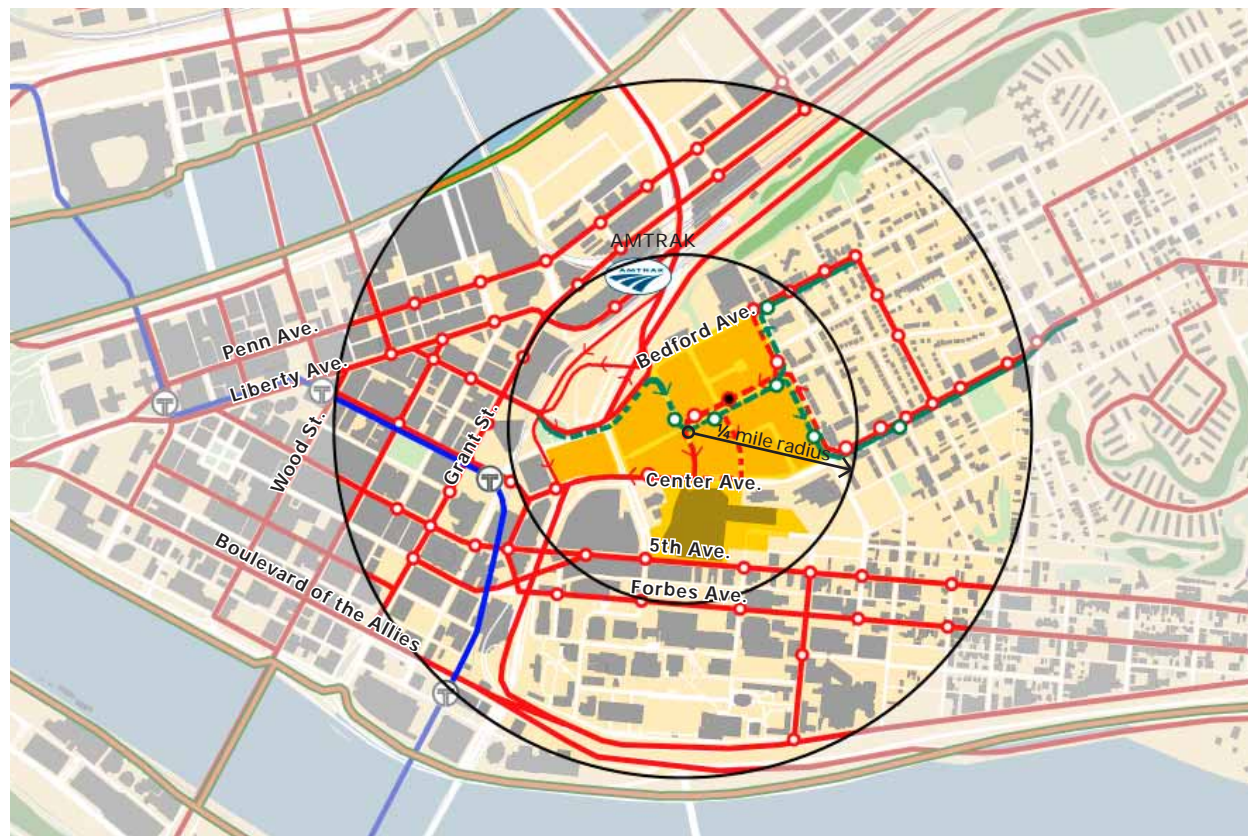 AMTRAK
AMTRAK
Bedford Ave.
Penn Ave.
Liberty Ave.
T
T
Wood St.
Grant St.
¼ mile radius
T
Center Ave.
5th Ave.
Boulevard of the Allies
Forbes Ave.
T